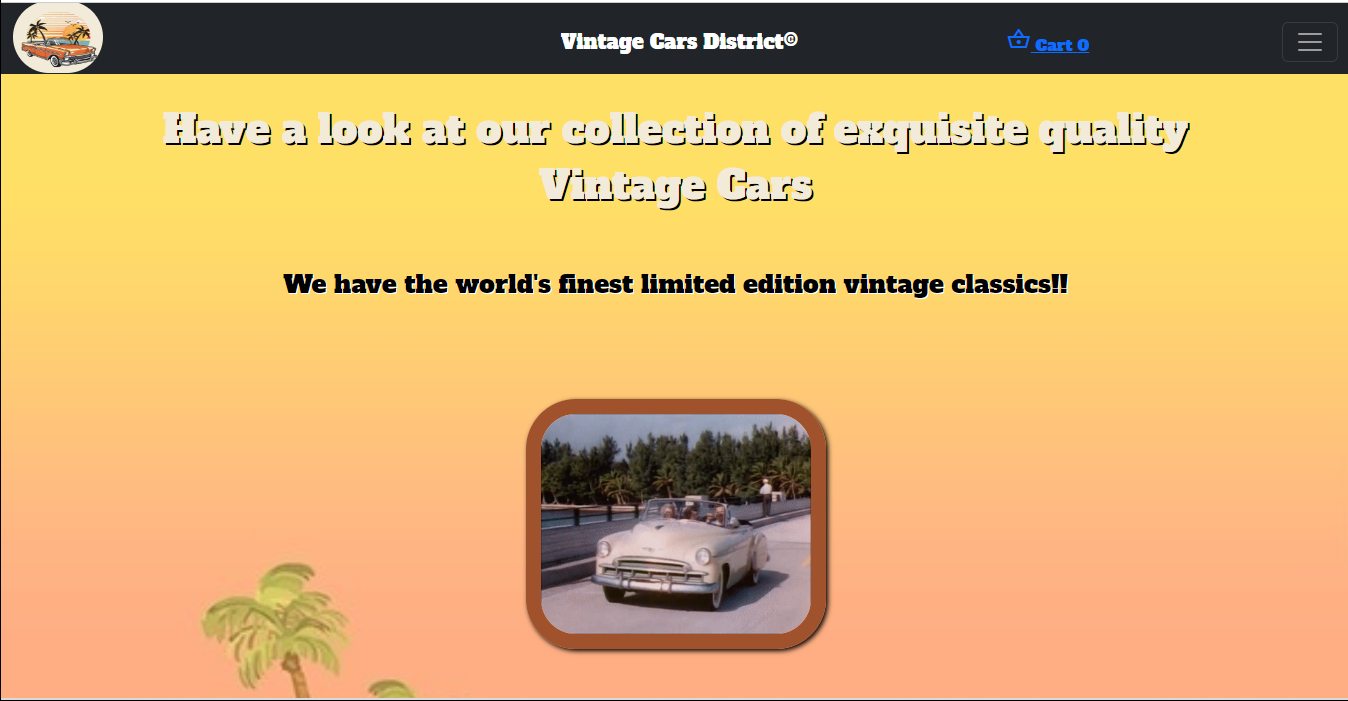 Vintage Cars District©
Cart 0
Have a look at our collection of exquisite quality
Vintage Cars
We have the world's finest limited edition vintage classics!!